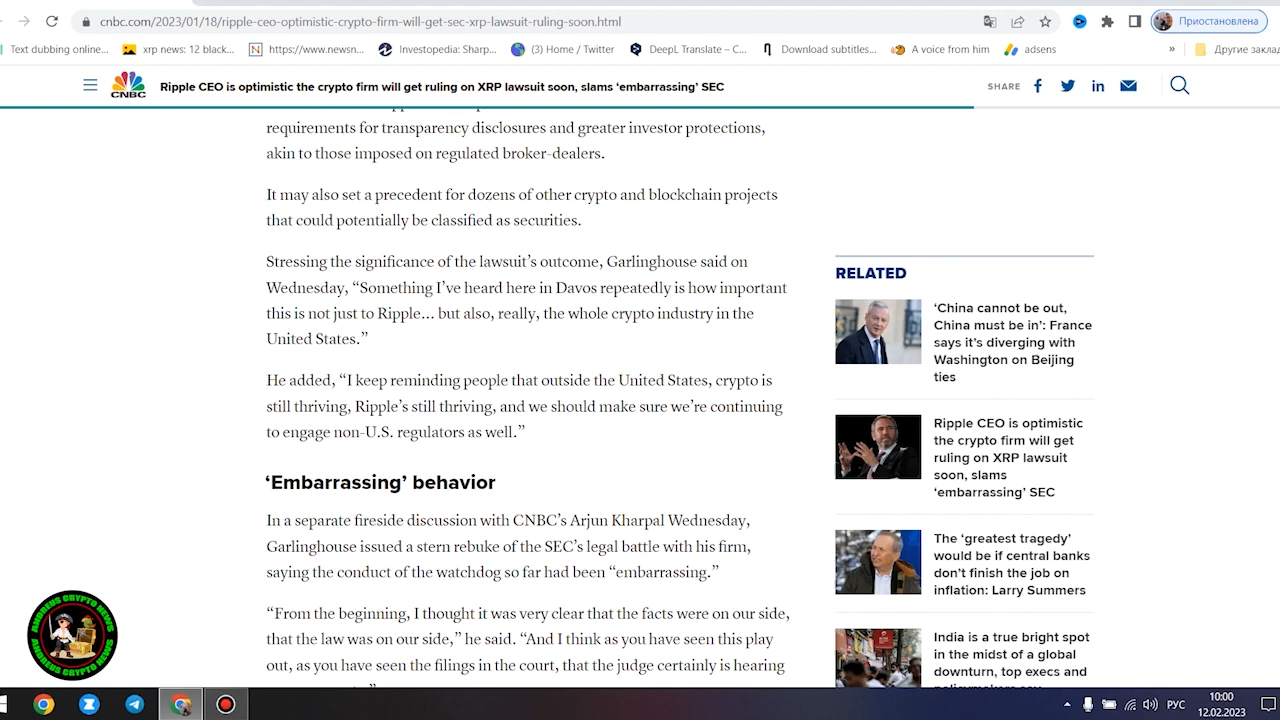 cnbc.com/2023/01/18/ripple-ceo-optimistic-crypto-firm-will-get-sec-xrp-lawsuit-ruling-soon.html
Приостановлена
Text dubbing online...
xrp news: 12 black...
https://www.newsn...
Investopedia: Sharp...
(3) Home / Twitter
DeepL Translate – C...
Download subtitles...
A voice from him
adsens
»
Другие закла
CNBC
Ripple CEO is optimistic the crypto firm will get ruling on XRP lawsuit soon, slams ‘embarrassing’ SEC
SHARE
requirements for transparency disclosures and greater investor protections,
akin to those imposed on regulated broker-dealers.
It may also set a precedent for dozens of other crypto and blockchain projects
that could potentially be classified as securities.
Stressing the significance of the lawsuit’s outcome, Garlinghouse said on
Wednesday, “Something I’ve heard here in Davos repeatedly is how important
this is not just to Ripple… but also, really, the whole crypto industry in the
United States.”
He added, “I keep reminding people that outside the United States, crypto is
still thriving, Ripple’s still thriving, and we should make sure we’re continuing
to engage non-U.S. regulators as well.”
‘Embarrassing’ behavior
In a separate fireside discussion with CNBC’s Arjun Kharpal Wednesday,
Garlinghouse issued a stern rebuke of the SEC’s legal battle with his firm,
saying the conduct of the watchdog so far had been “embarrassing.”
“From the beginning, I thought it was very clear that the facts were on our side,
that the law was on our side,” he said. “And I think as you have seen this play
out, as you have seen the filings in the court, that the judge certainly is hearing
RELATED
‘China cannot be out,
China must be in’: France
says it’s diverging with
Washington on Beijing
ties
Ripple CEO is optimistic
the crypto firm will get
ruling on XRP lawsuit
soon, slams
‘embarrassing’ SEC
The ‘greatest tragedy’
would be if central banks
don’t finish the job on
inflation: Larry Summers
India is a true bright spot
in the midst of a global
downturn, top execs and
ANDREUS CRYPTO NEWS
ANDREUS CRYPTO NEWS
РУС
10:00
12.02.2023